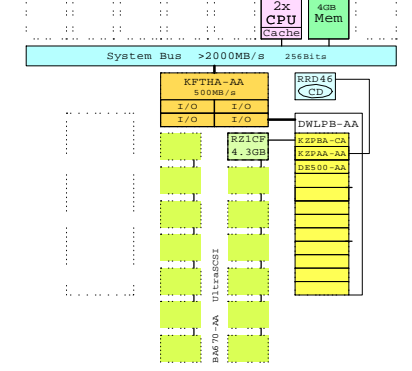 2x
CPU
Cache
4GB
Mem
System Bus >2000MB/s 256Bits
KFTHA-AA
500MB/s
I/O I/O
I/O I/O
RRD46
CD
DWLPB-AA
RZ1CF
4.3GB
KZPBA-CA
KZPAA-AA
DE500-AA
BA670-AA UltraSCSI